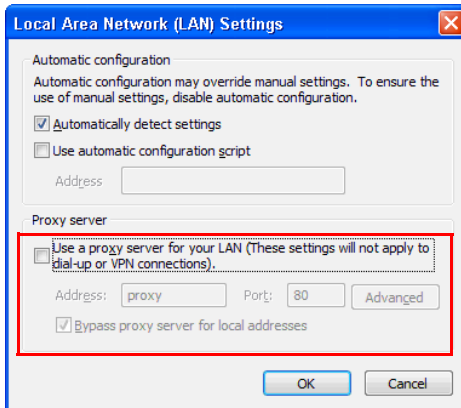 Local Area Network (LAN) Settings
Automatic configuration
Automatic configuration may override manual settings. To ensure the
use of manual settings, disable automatic configuration.
Automatically detect settings
Use automatic configuration script
Address
Proxy server
Use a proxy server for your LAN (These settings will not apply to
dial-up or VPN connections).
Address: proxy Port: 80 Advanced
Bypass proxy server for local addresses
OK Cancel